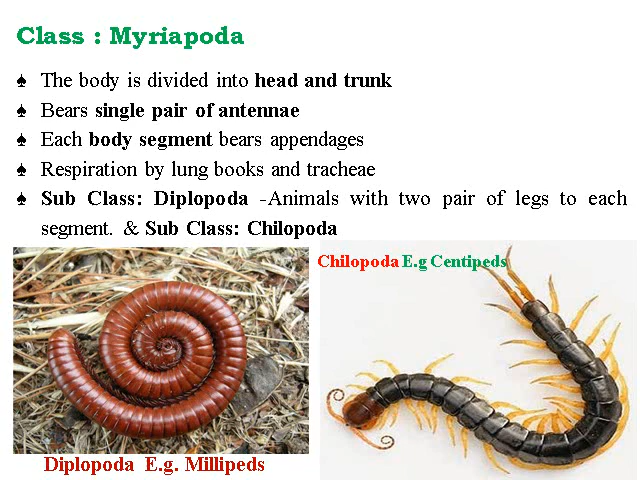 Class : Myriapoda
♠ The body is divided into head and trunk
♠ Bears single pair of antennae
♠ Each body segment bears appendages
♠ Respiration by lung books and tracheae
♠ Sub Class: Diplopoda -Animals with two pair of legs to each
segment. & Sub Class: Chilopoda
Chilopoda E.g Centipeds
Diplopoda E.g. Millipeds